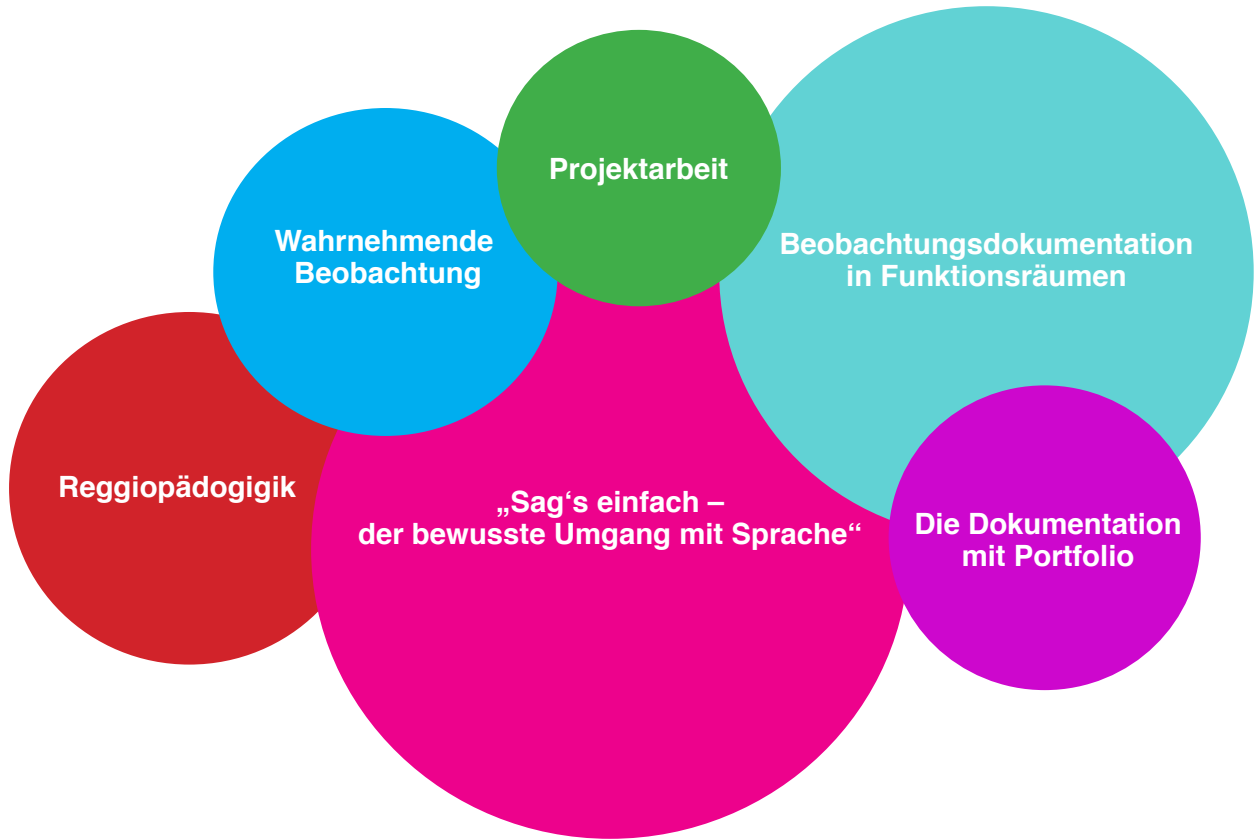 Projektarbeit
Wahrnehmende
Beobachtung
Beobachtungsdokumentation
in Funktionsräumen
Reggiopädogigik
„Sag‘s einfach –
der bewusste Umgang mit Sprache“
Die Dokumentation
mit Portfolio